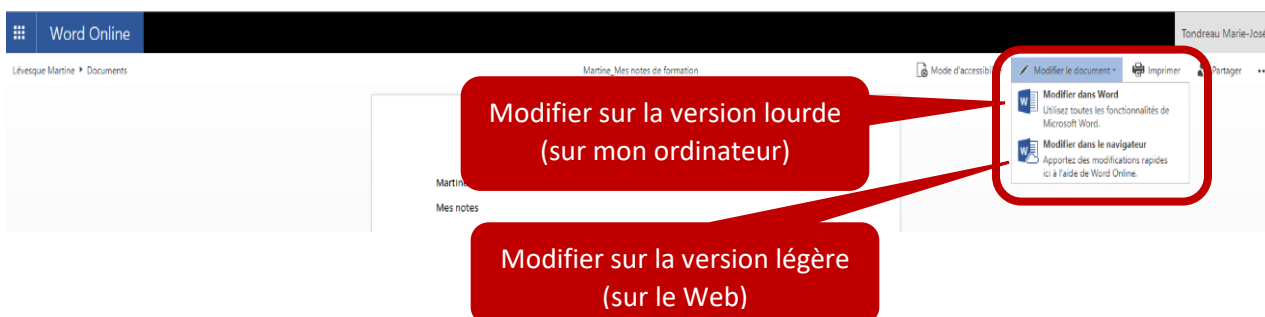 Word Online
Tondreau Marie-José
Lévesque Martine ▸ Documents
Martine_Mes notes de formation
Mode d'accessibili
Modifier le document
Imprimer
Partager
Modifier dans Word
Utilisez toutes les fonctionnalités de
Microsoft Word.
Modifier dans le navigateur
Apportez des modifications rapides
ici à l'aide de Word Online.
Modifier sur la version lourde
(sur mon ordinateur)
Martine
Mes notes
Modifier sur la version légère
(sur le Web)